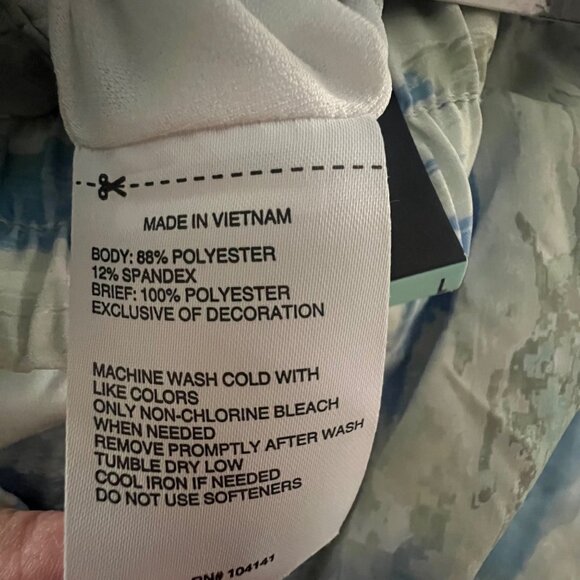 MADE IN VIETNAM
BODY: 88% POLYESTER
12% SPANDEX
BRIEF: 100% POLYESTER
EXCLUSIVE OF DECORATION
MACHINE WASH COLD WITH
LIKE COLORS
ONLY NON-CHLORINE BLEACH
WHEN NEEDED
REMOVE PROMPTLY AFTER WASH
TUMBLE DRY LOW
COOL IRON IF NEEDED
DO NOT USE SOFTENERS
RN# 104141
L